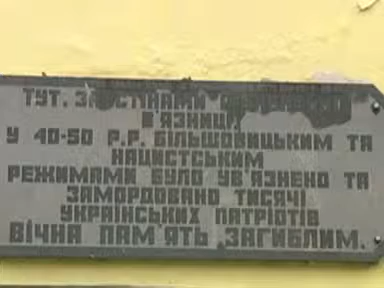 ТУТ. ЗА СТІНАМИ
В'ЯЗНИЦІ
У 40-50 Р.Р. БІЛЬШОВИЦЬКИМ ТА
НАЦИСТСЬКИМ
РЕЖИМАМИ БУЛО УВ'ЯЗНЕНО ТА
ЗАМОРДОВАНО ТИСЯЧІ
УКРАЇНСЬКИХ ПАТРІОТІВ
ВІЧНА ПАМ'ЯТЬ ЗАГИБЛИМ.